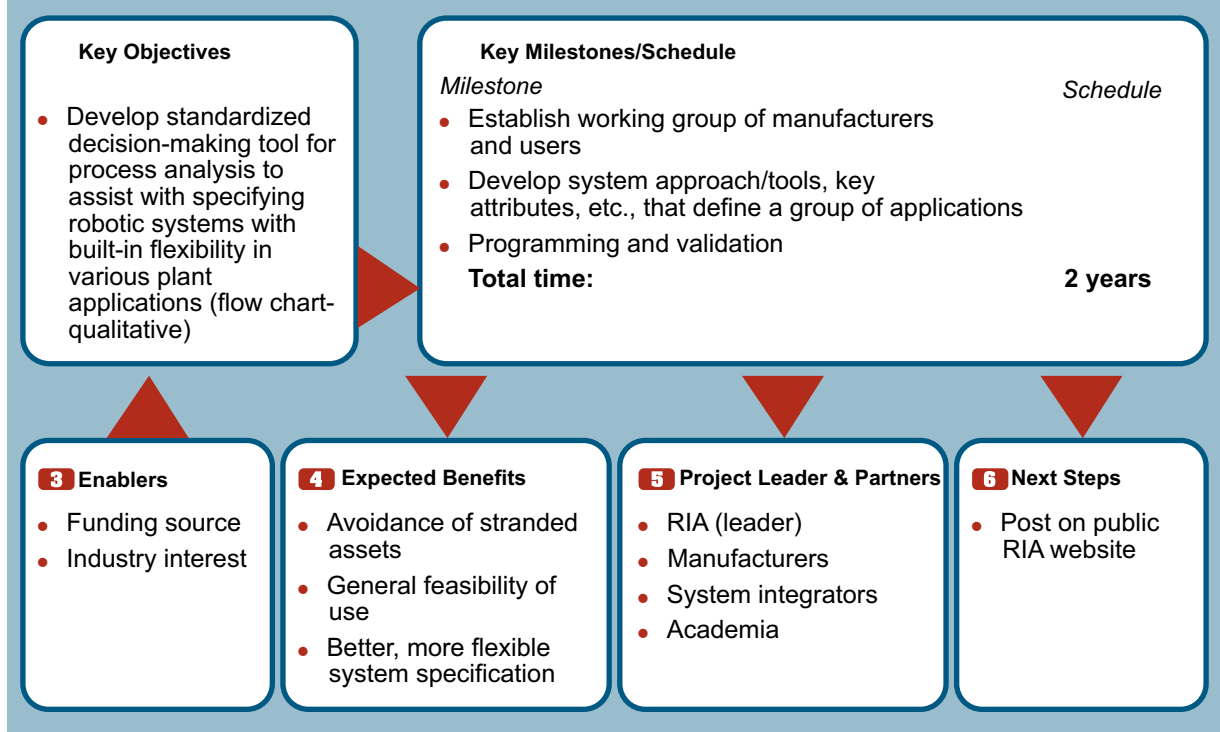 Key Objectives
• Develop standardized
decision-making tool for
process analysis to
assist with specifying
robotic systems with
built-in flexibility in
various plant
applications (flow chart-
qualitative)
Key Milestones/Schedule
Milestone
Schedule
• Establish working group of manufacturers
and users
• Develop system approach/tools, key
attributes, etc., that define a group of applications
• Programming and validation
Total time: 2 years
3 Enablers
• Funding source
• Industry interest
4 Expected Benefits
• Avoidance of stranded
assets
• General feasibility of
use
• Better, more flexible
system specification
5 Project Leader & Partners
• RIA (leader)
• Manufacturers
• System integrators
• Academia
6 Next Steps
• Post on public
RIA website